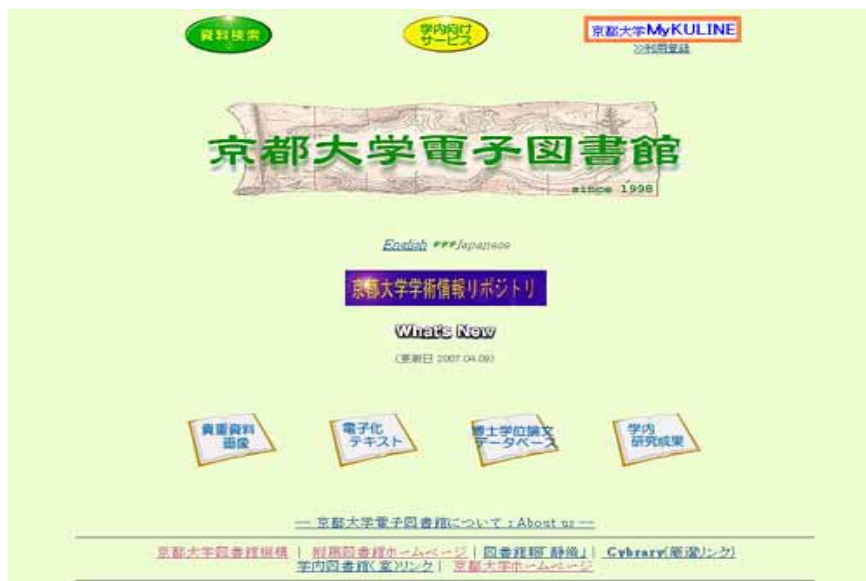 資料検索
学内向け
サービス
京都大学MyKULINE
>>利用登録
京都大学電子図書館
since 1998
English ***Japanese
京都大学学術情報リポジトリ
What's New
(更新日 2007.04.09)
貴重資料
画像
電子化
テキスト
博士学位論文
データベース
学内
研究成果
--- 京都大学電子図書館について : About us ---
京都大学図書館機構 | 附属図書館ホームページ | 図書館報「静脩」 | Cybrary(厳選リンク)
学内図書館(室)リンク | 京都大学ホームページ